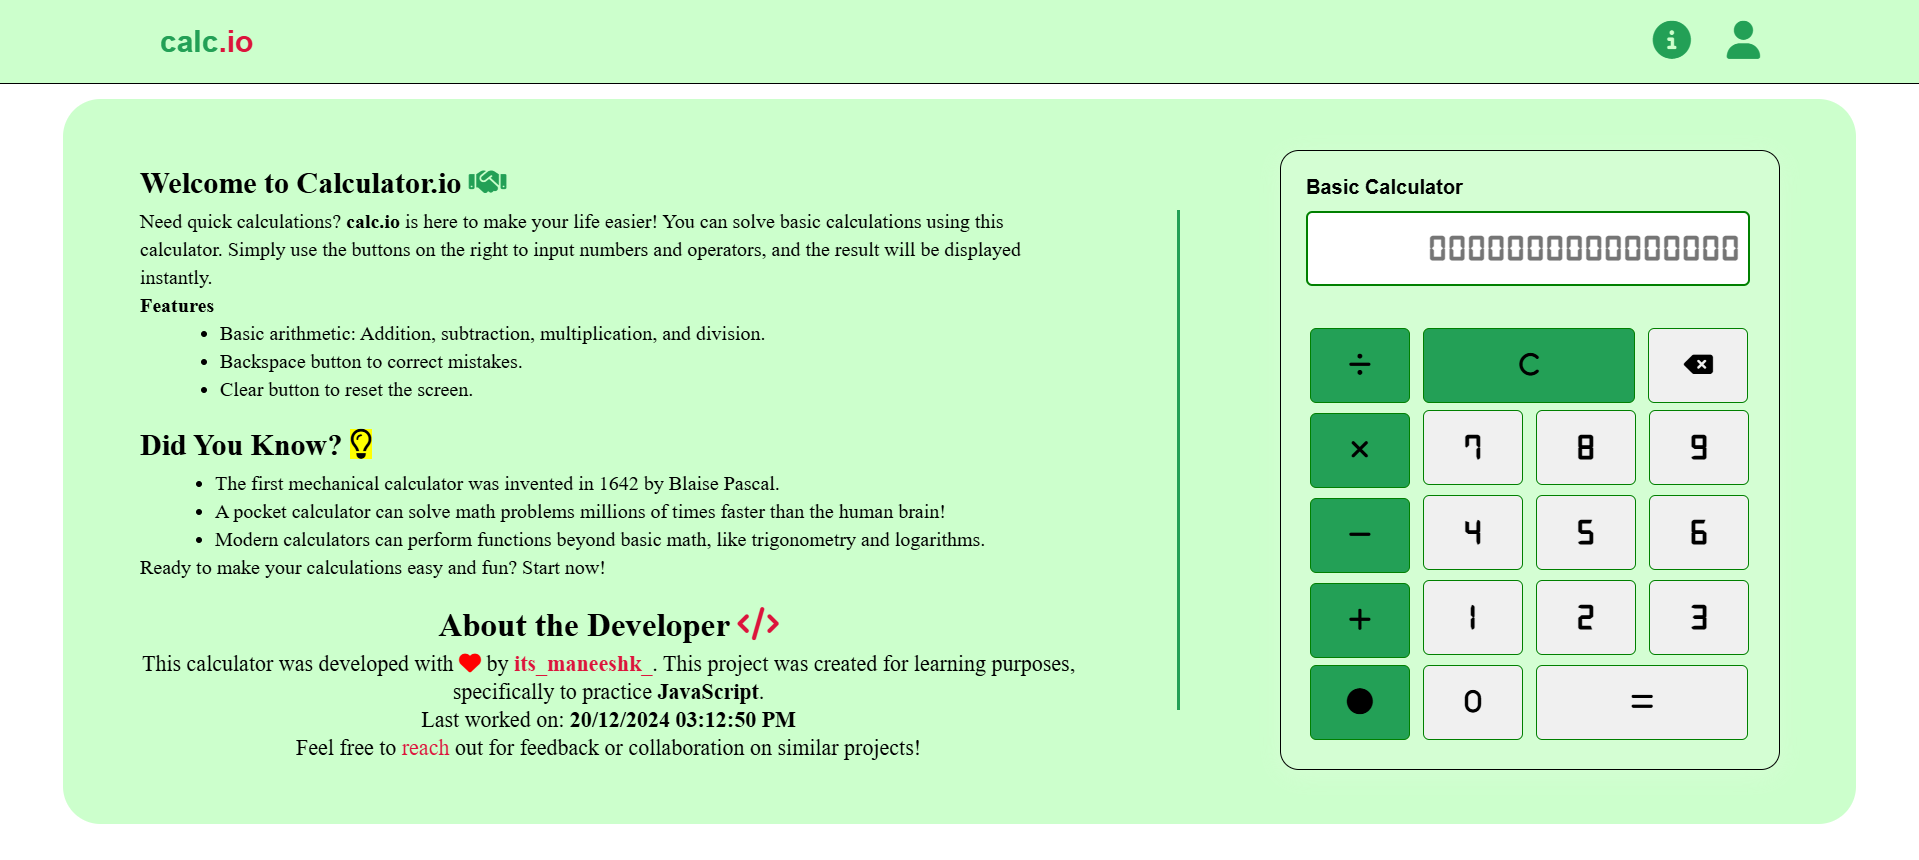 calc.io
Welcome to Calculator.io
Need quick calculations? calc.io is here to make your life easier! You can solve basic calculations using this
calculator. Simply use the buttons on the right to input numbers and operators, and the result will be displayed
instantly.
Features
• Basic arithmetic: Addition, subtraction, multiplication, and division.
• Backspace button to correct mistakes.
• Clear button to reset the screen.
Did You Know?
• The first mechanical calculator was invented in 1642 by Blaise Pascal.
• A pocket calculator can solve math problems millions of times faster than the human brain!
• Modern calculators can perform functions beyond basic math, like trigonometry and logarithms.
Ready to make your calculations easy and fun? Start now!
About the Developer </>
This calculator was developed with ❤ by its_maneeshk_. This project was created for learning purposes,
specifically to practice JavaScript.
Last worked on: 20/12/2024 03:12:50 PM
Feel free to reach out for feedback or collaboration on similar projects!
Basic Calculator
0000000000000000
÷ C
× 7 8 9
− 4 5 6
+ 1 2 3
. 0 =